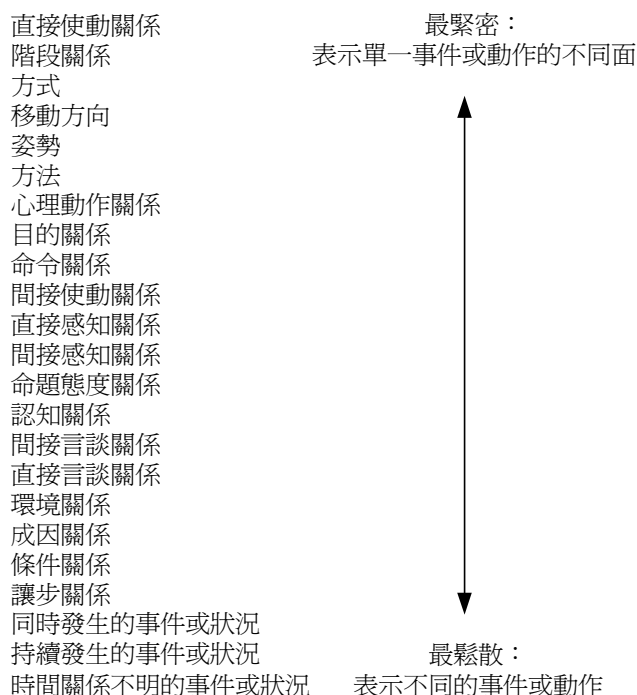 直接使動關係 最緊密：
階段關係 表示單一事件或動作的不同面
方式
移動方向
姿勢
方法
心理動作關係
目的關係
命令關係
間接使動關係
直接感知關係
間接感知關係
命題態度關係
認知關係
間接言談關係
直接言談關係
環境關係
成因關係
條件關係
讓步關係
同時發生的事件或狀況
持續發生的事件或狀況 最鬆散：
時間關係不明的事件或狀況 表示不同的事件或動作